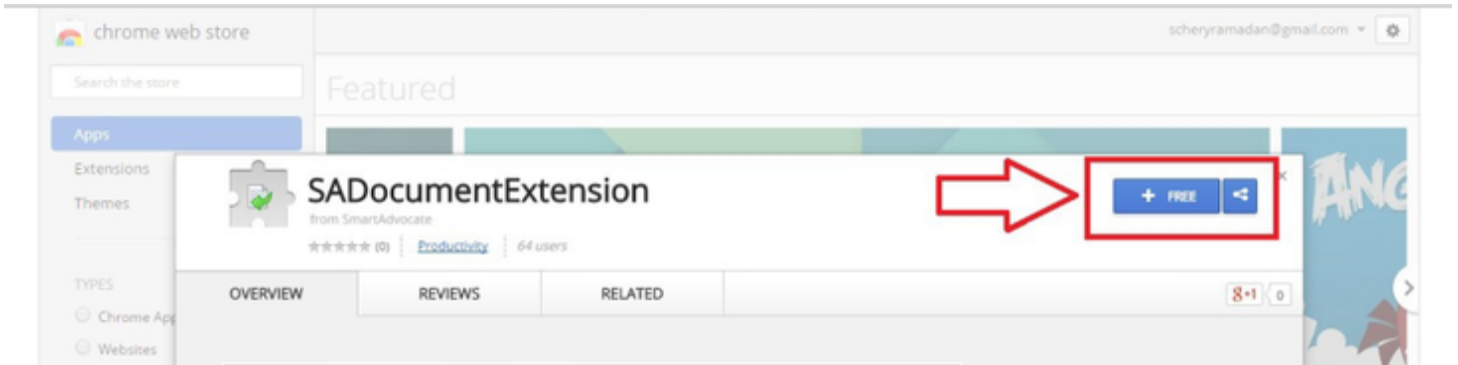 chrome web store
scheryramadan@gmail.com
Search the store
Featured
Apps
Extensions
Themes
SADocumentExtension
from SmartAdvocate
(0) Productivity 64 users
+ FREE
ANG
TYPES
Chrome App
Websites
OVERVIEW REVIEWS RELATED
g+1 0